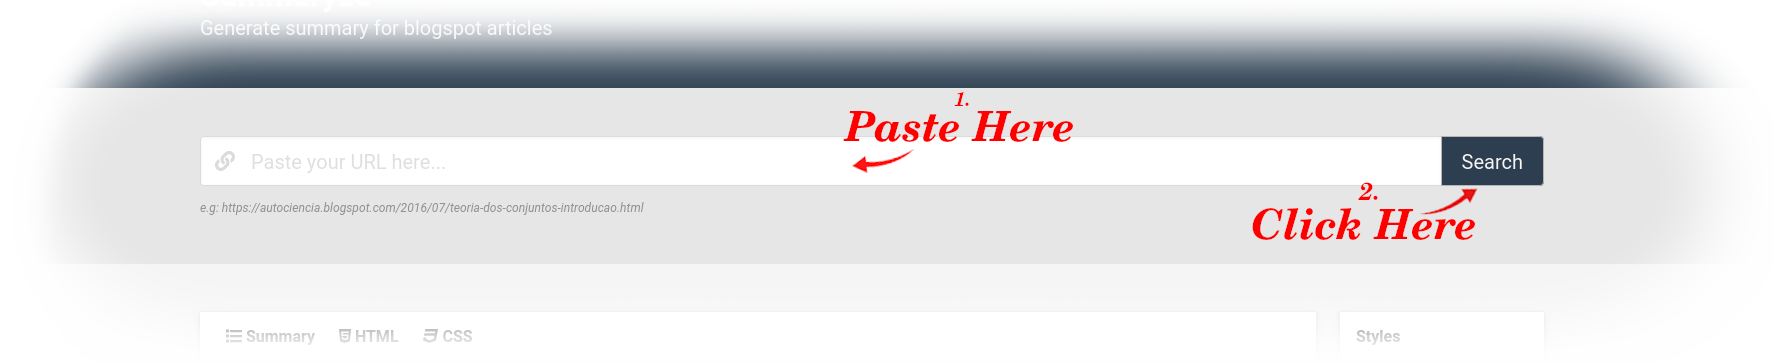 Generate summary for blogspot articles
1.
Paste Here
Paste your URL here...
Search
e.g: https://autociencia.blogspot.com/2016/07/teoria-dos-conjuntos-introducao.html
2.
Click Here
Summary HTML CSS
Styles